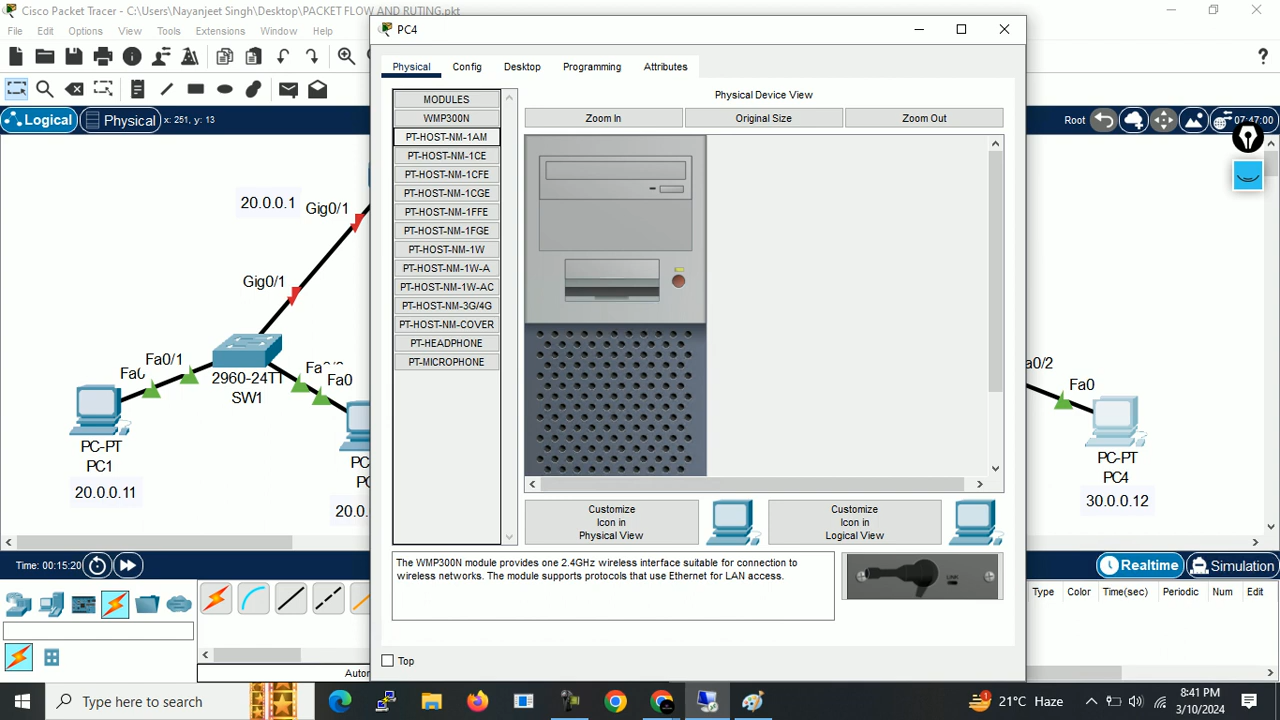 Cisco Packet Tracer - C:\Users\Nayanjeet Singh\Desktop\PACKET FLOW AND RUTING.pkt
File Edit Options View Tools Extensions Window Help
Logical Physical x: 251, y: 13
Root 07:47:00
PC4
Physical Config Desktop Programming Attributes
MODULES
WMP300N
PT-HOST-NM-1AM
PT-HOST-NM-1CE
PT-HOST-NM-1CFE
PT-HOST-NM-1CGE
PT-HOST-NM-1FFE
PT-HOST-NM-1FGE
PT-HOST-NM-1W
PT-HOST-NM-1W-A
PT-HOST-NM-1W-AC
PT-HOST-NM-3G/4G
PT-HOST-NM-COVER
PT-HEADPHONE
PT-MICROPHONE
Physical Device View
Zoom In Original Size Zoom Out
Customize
Icon in
Physical View
Customize
Icon in
Logical View
The WMP300N module provides one 2.4GHz wireless interface suitable for connection to
wireless networks. The module supports protocols that use Ethernet for LAN access.
LINK
Top
20.0.0.1 Gig0/1
Gig0/1
Fa0/1
Fa0
Fa0
2960-24TT
SW1
PC-PT
PC1
20.0.0.11
PC
20.0.
a0/2 Fa0
PC-PT
PC4
30.0.0.12
Time: 00:15:20
Realtime Simulation
Type Color Time(sec) Periodic Num Edit
Autor
Type here to search
21°C Haze
8:41 PM
3/10/2024